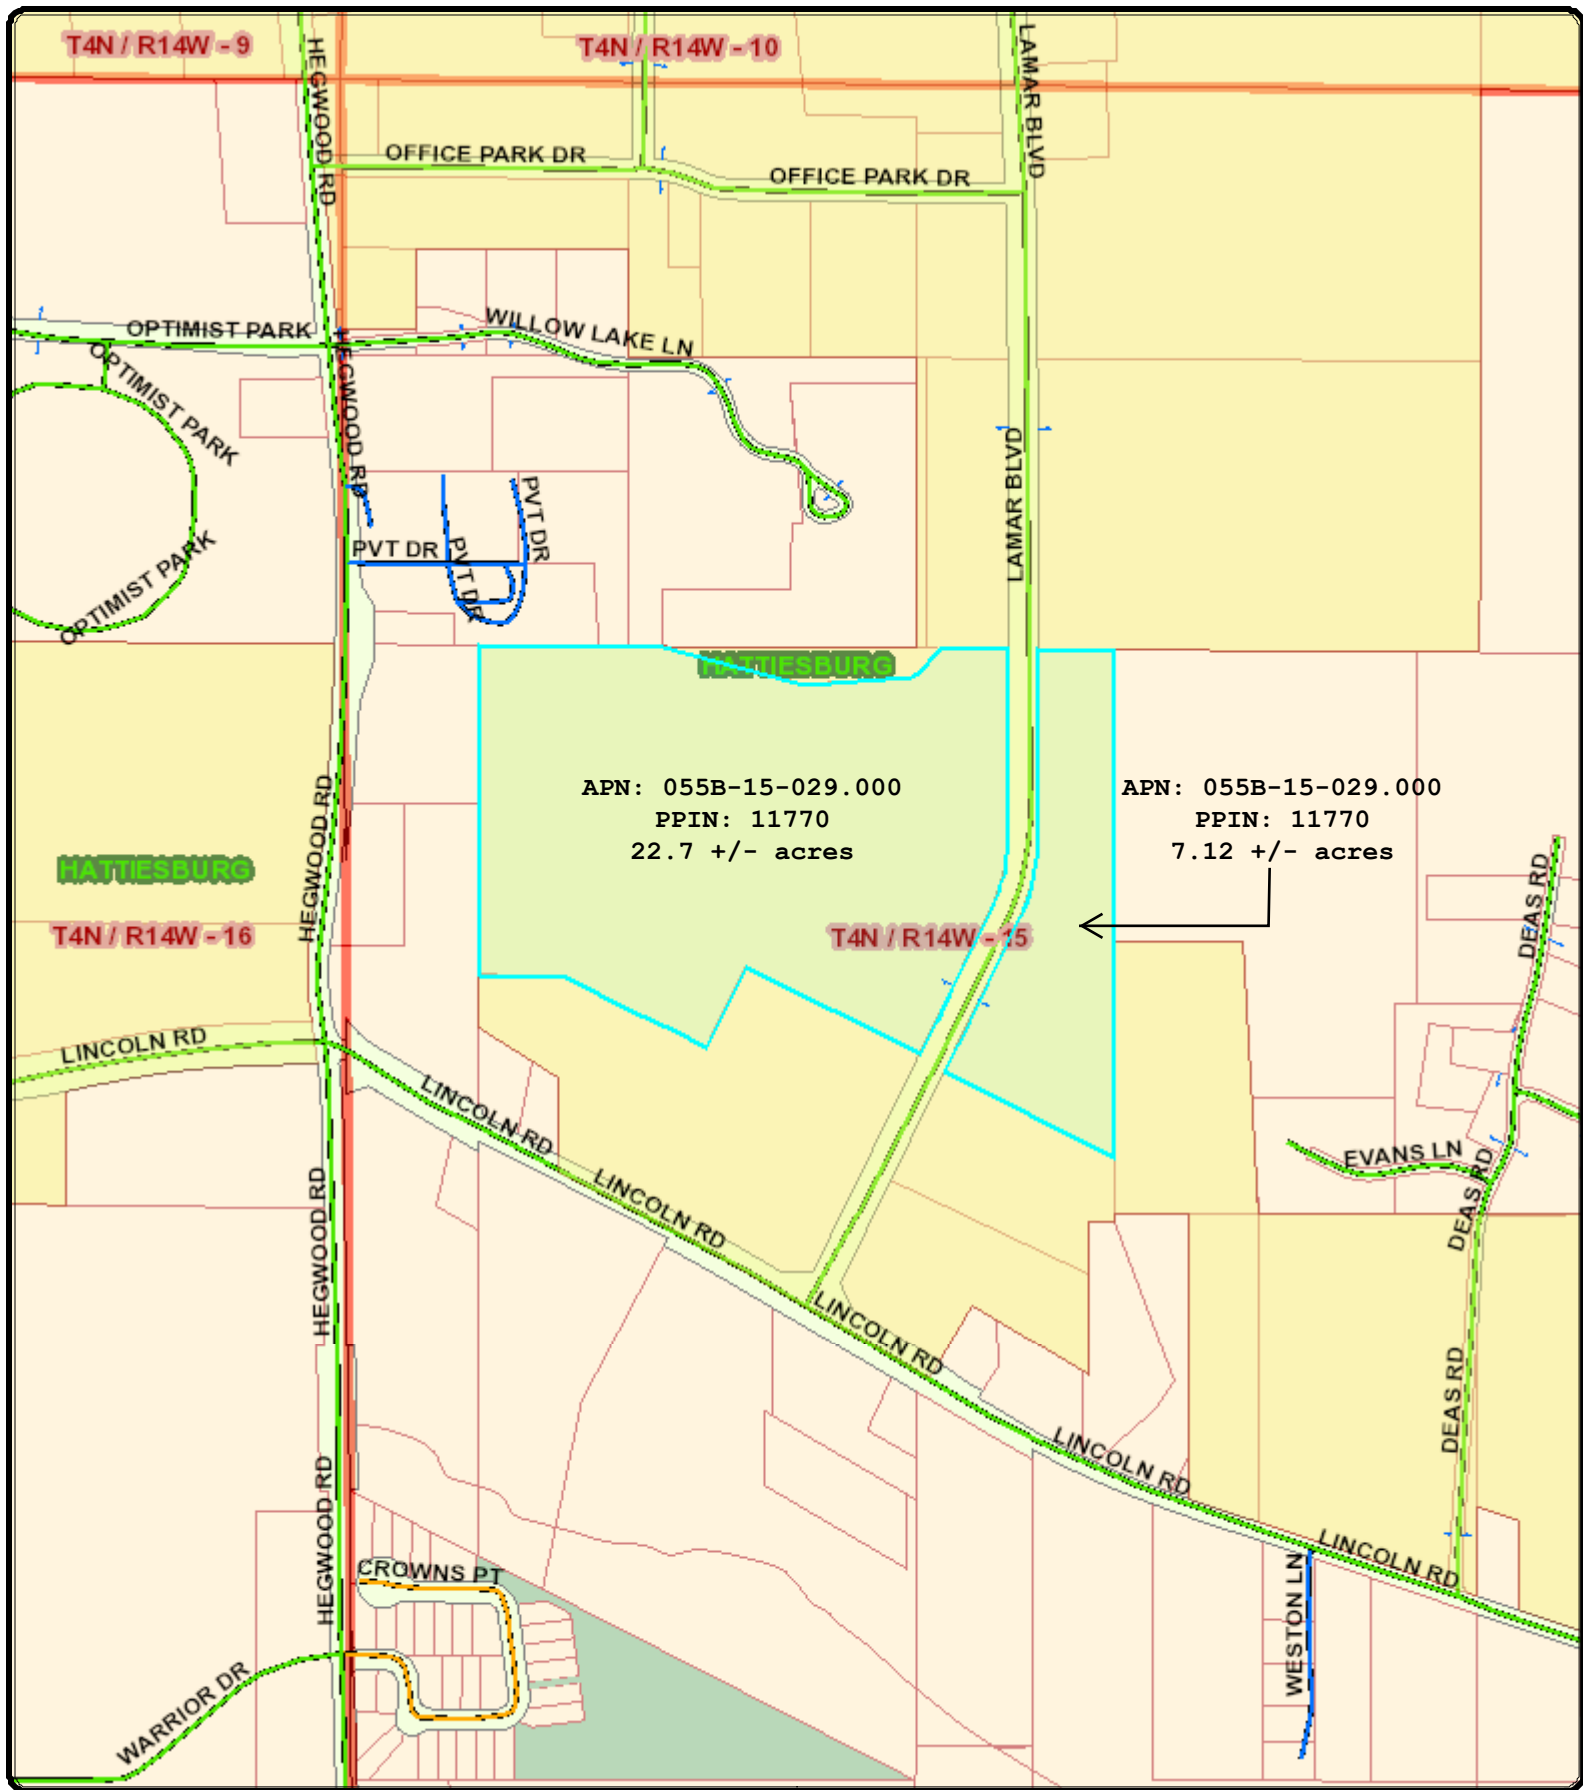 T4N / R14W - 9
T4N / R14W - 10
HEGWOOD RD
LAMAR BLVD
OFFICE PARK DR
OFFICE PARK DR
OPTIMIST PARK
WILLOW LAKE LN
OPTIMIST PARK
HEGWOOD RD
LAMAR BLVD
PVT DR
PVT DR
PVT DR
OPTIMIST PARK
HATTIESBURG
APN: 055B-15-029.000
PPIN: 11770
22.7 +/- acres
APN: 055B-15-029.000
PPIN: 11770
7.12 +/- acres
HEGWOOD RD
HATTIESBURG
T4N / R14W - 16
T4N / R14W - 15
DEAS RD
LINCOLN RD
LINCOLN RD
EVANS LN
DEAS RD
HEGWOOD RD
LINCOLN RD
LINCOLN RD
DEAS RD
LINCOLN RD
HEGWOOD RD
LINCOLN RD
CROWNS PT
WESTON LN
WARRIOR DR